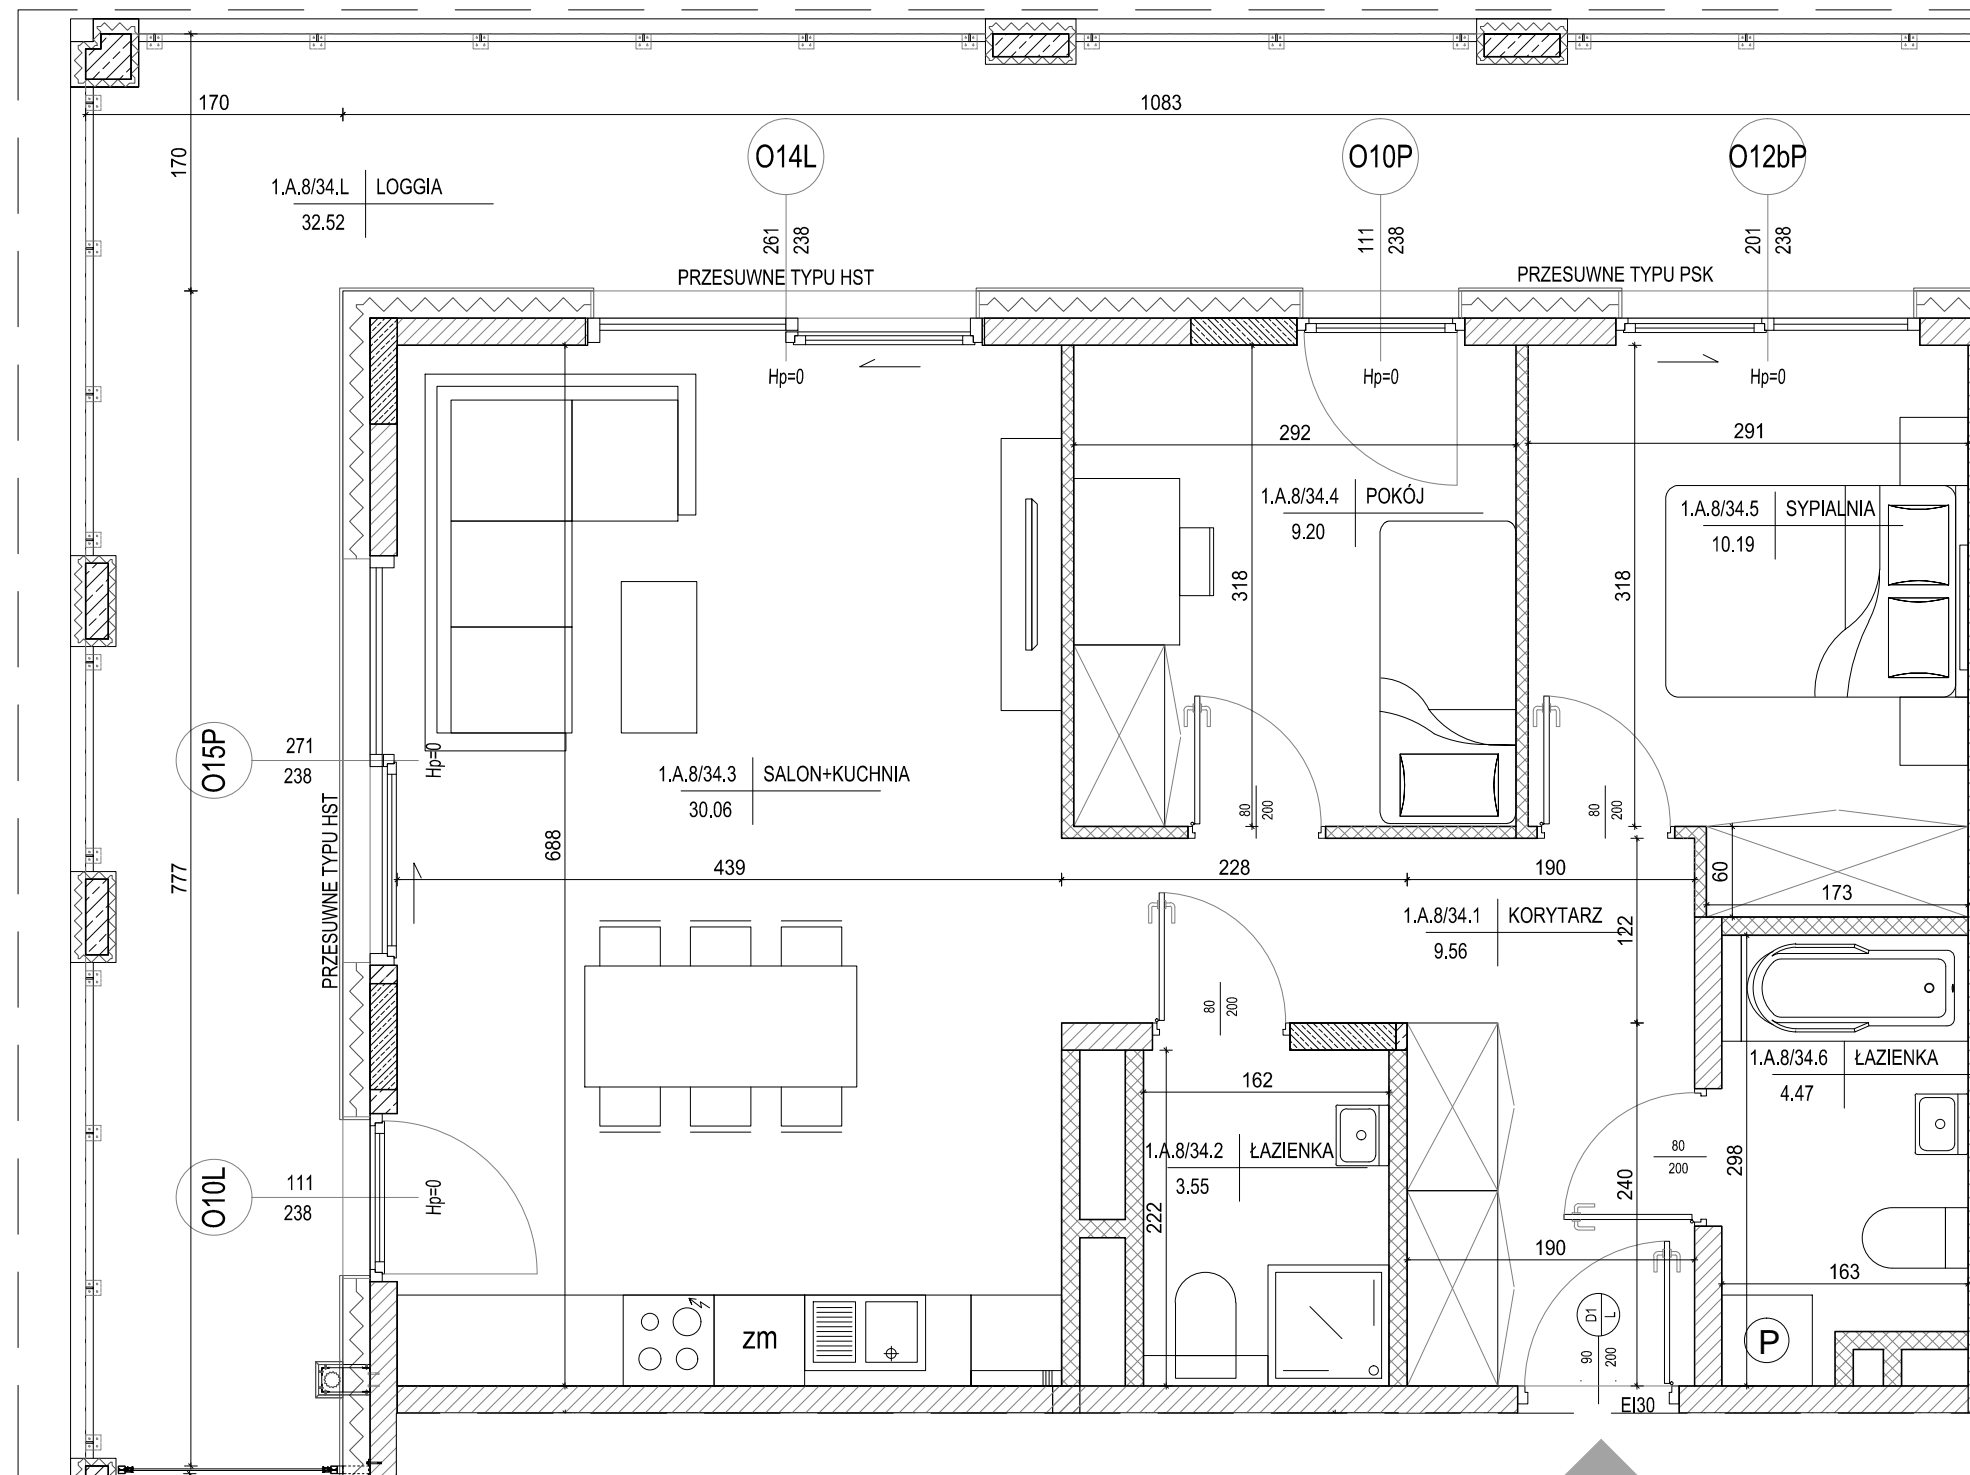 170
1083
170
O14L
O10P
O12bP
1.A.8/34.L LOGGIA
32.52
261
238
111
238
201
238
PRZESUWNE TYPU HST
PRZESUWNE TYPU PSK
Hp=0
Hp=0
Hp=0
292
291
1.A.8/34.4 POKÓJ
9.20
1.A.8/34.5 SYPIALNIA
10.19
318
318
O15P
271
238
Hp=0
1.A.8/34.3 SALON+KUCHNIA
30.06
PRZESUWNE TYPU HST
80
200
80
200
777
688
439
228
190
60
173
1.A.8/34.1 KORYTARZ
9.56
122
80
200
162
1.A.8/34.6 ŁAZIENKA
4.47
1.A.8/34.2 ŁAZIENKA
3.55
80
200
298
O10L
111
238
Hp=0
222
240
190
163
D1
L
90
200
zm
P
EI30